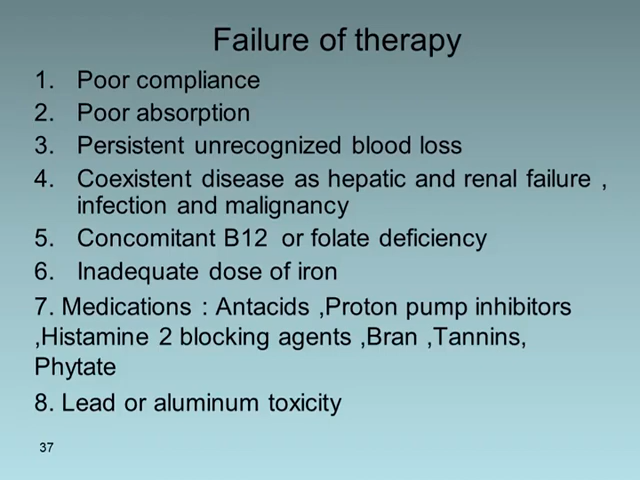 Failure of therapy
1. Poor compliance
2. Poor absorption
3. Persistent unrecognized blood loss
4. Coexistent disease as hepatic and renal failure ,
infection and malignancy
5. Concomitant B12 or folate deficiency
6. Inadequate dose of iron
7. Medications : Antacids ,Proton pump inhibitors
,Histamine 2 blocking agents ,Bran ,Tannins,
Phytate
8. Lead or aluminum toxicity
37